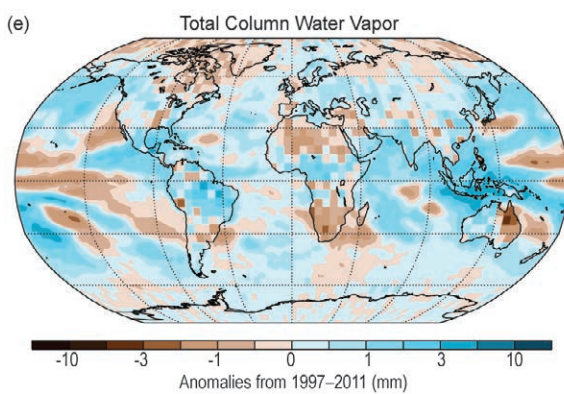 (e) Total Column Water Vapor
-10 -3 -1 0 1 3 10
Anomalies from 1997–2011 (mm)